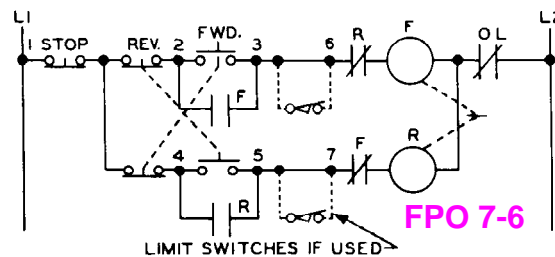 L1 L2
FWD.
1 STOP REV. 2 3 6 R F OL
F
4 5 7 F R
R
FPO 7-6
LIMIT SWITCHES IF USED